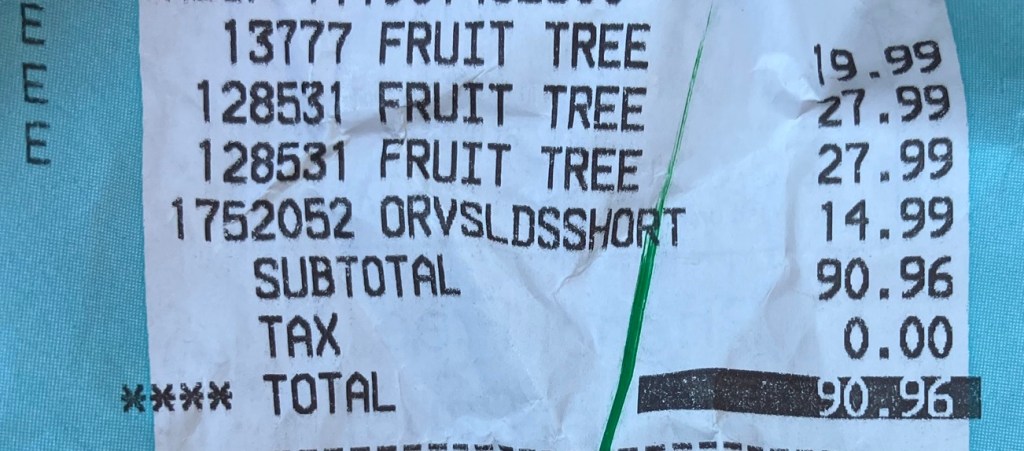 E 13777 FRUIT TREE 19.99
E 128531 FRUIT TREE 27.99
E 128531 FRUIT TREE 27.99
1752052 ORVSLDSSHORT 14.99
SUBTOTAL 90.96
TAX 0.00
**** TOTAL 90.96